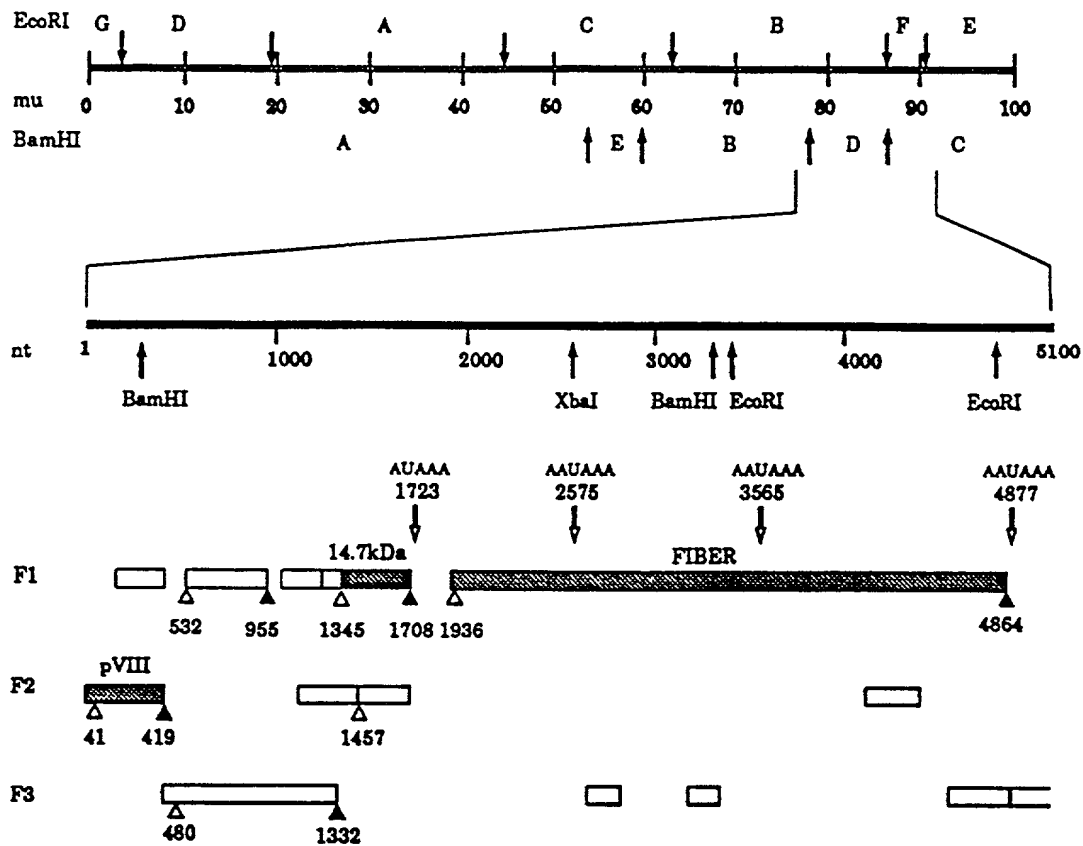 EcoRI G D A C B F E
mu 0 10 20 30 40 50 60 70 80 90 100
BamHI A E B D C
nt 1 1000 2000 3000 4000 5100
BamHI XbaI BamHI EcoRI EcoRI
AUAAA AAUAAA AAUAAA AAUAAA
1723 2575 3565 4877
14.7kDa FIBER
F1
532 955 1345 1708 1936 4864
pVIII
F2
41 419 1457
F3
480 1332